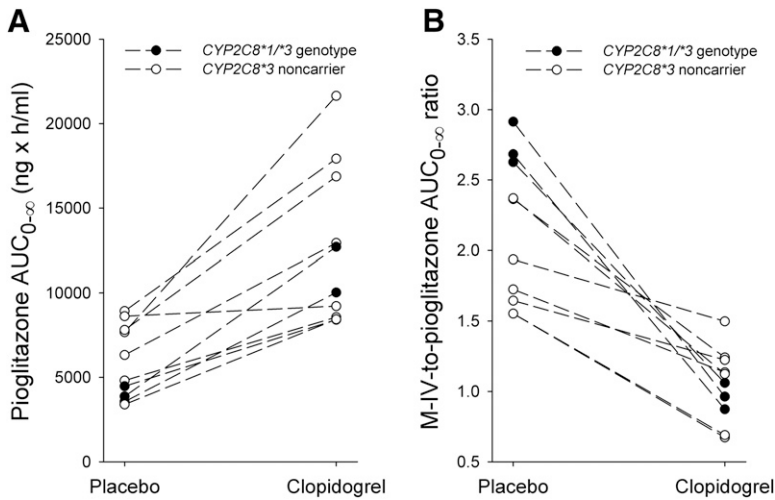 A
Pioglitazone AUC0-∞ (ng x h/ml)
25000
20000
15000
10000
5000
0
CYP2C8*1/*3 genotype
CYP2C8*3 noncarrier
Placebo
Clopidogrel
B
M-IV-to-pioglitazone AUC0-∞ ratio
3.5
3.0
2.5
2.0
1.5
1.0
0.5
CYP2C8*1/*3 genotype
CYP2C8*3 noncarrier
Placebo
Clopidogrel